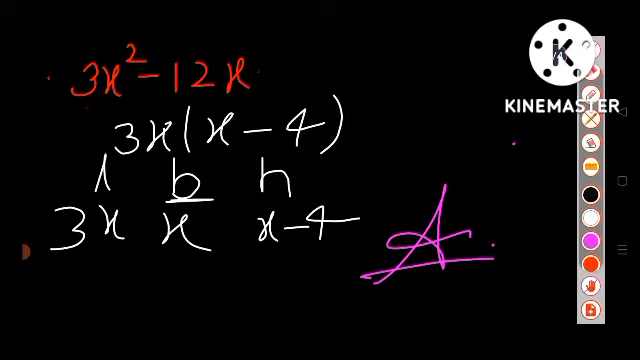 3x² - 12x
3x(x - 4)
l b h
3x x x-4
A
KINEMASTER